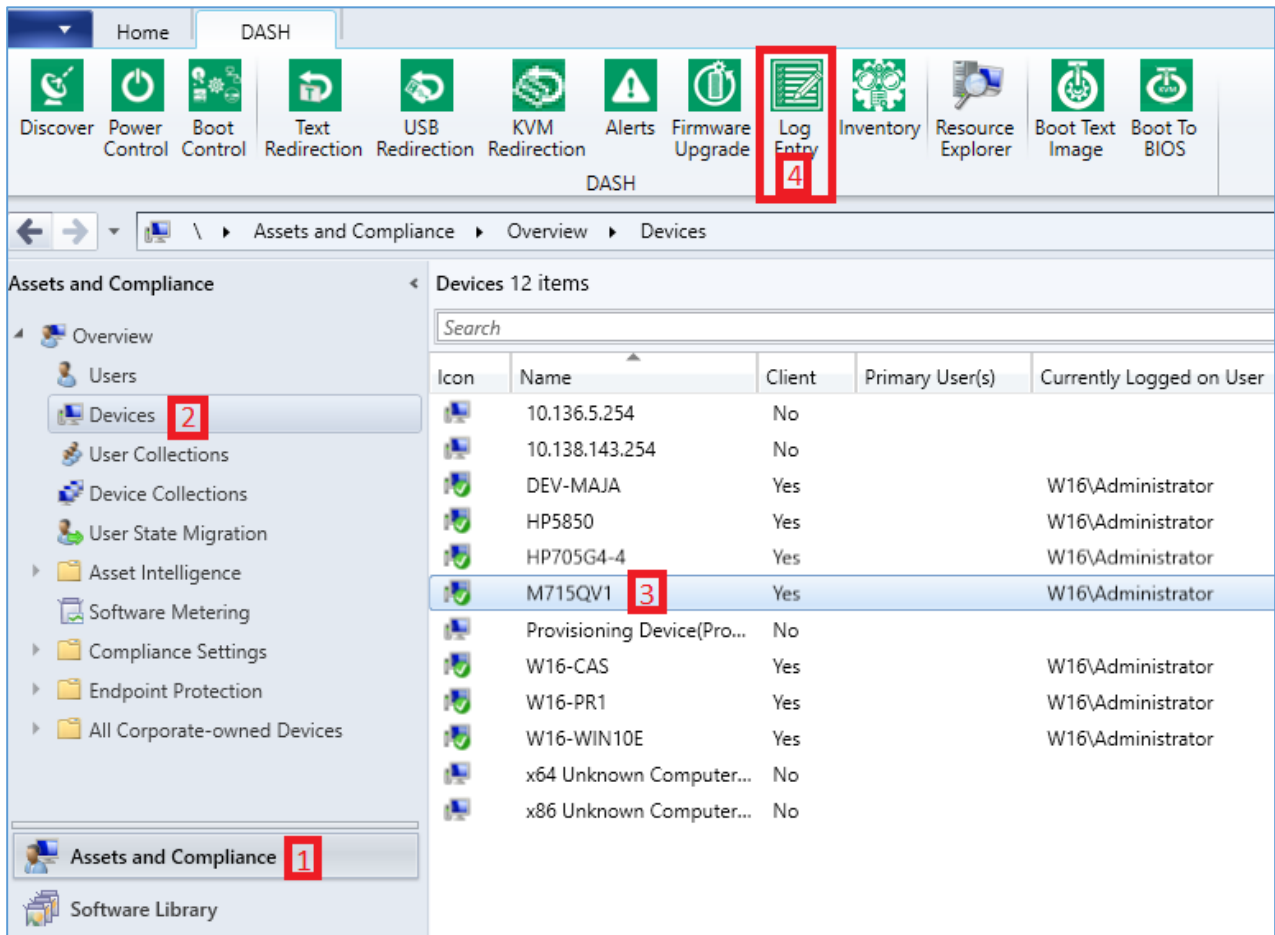 Home DASH
Discover Power Control Boot Control Text Redirection USB Redirection KVM Redirection Alerts Firmware Upgrade Log Entry Inventory Resource Explorer Boot Text Image Boot To BIOS
4
DASH
\ Assets and Compliance Overview Devices
Assets and Compliance
Overview
Users
Devices 2
User Collections
Device Collections
User State Migration
Asset Intelligence
Software Metering
Compliance Settings
Endpoint Protection
All Corporate-owned Devices
Assets and Compliance 1
Software Library
Devices 12 items
Search
Icon Name Client Primary User(s) Currently Logged on User
10.136.5.254 No
10.138.143.254 No
DEV-MAJA Yes W16\Administrator
HP5850 Yes W16\Administrator
HP705G4-4 Yes W16\Administrator
M715QV1 3 Yes W16\Administrator
Provisioning Device(Pro... No
W16-CAS Yes W16\Administrator
W16-PR1 Yes W16\Administrator
W16-WIN10E Yes W16\Administrator
x64 Unknown Computer... No
x86 Unknown Computer... No